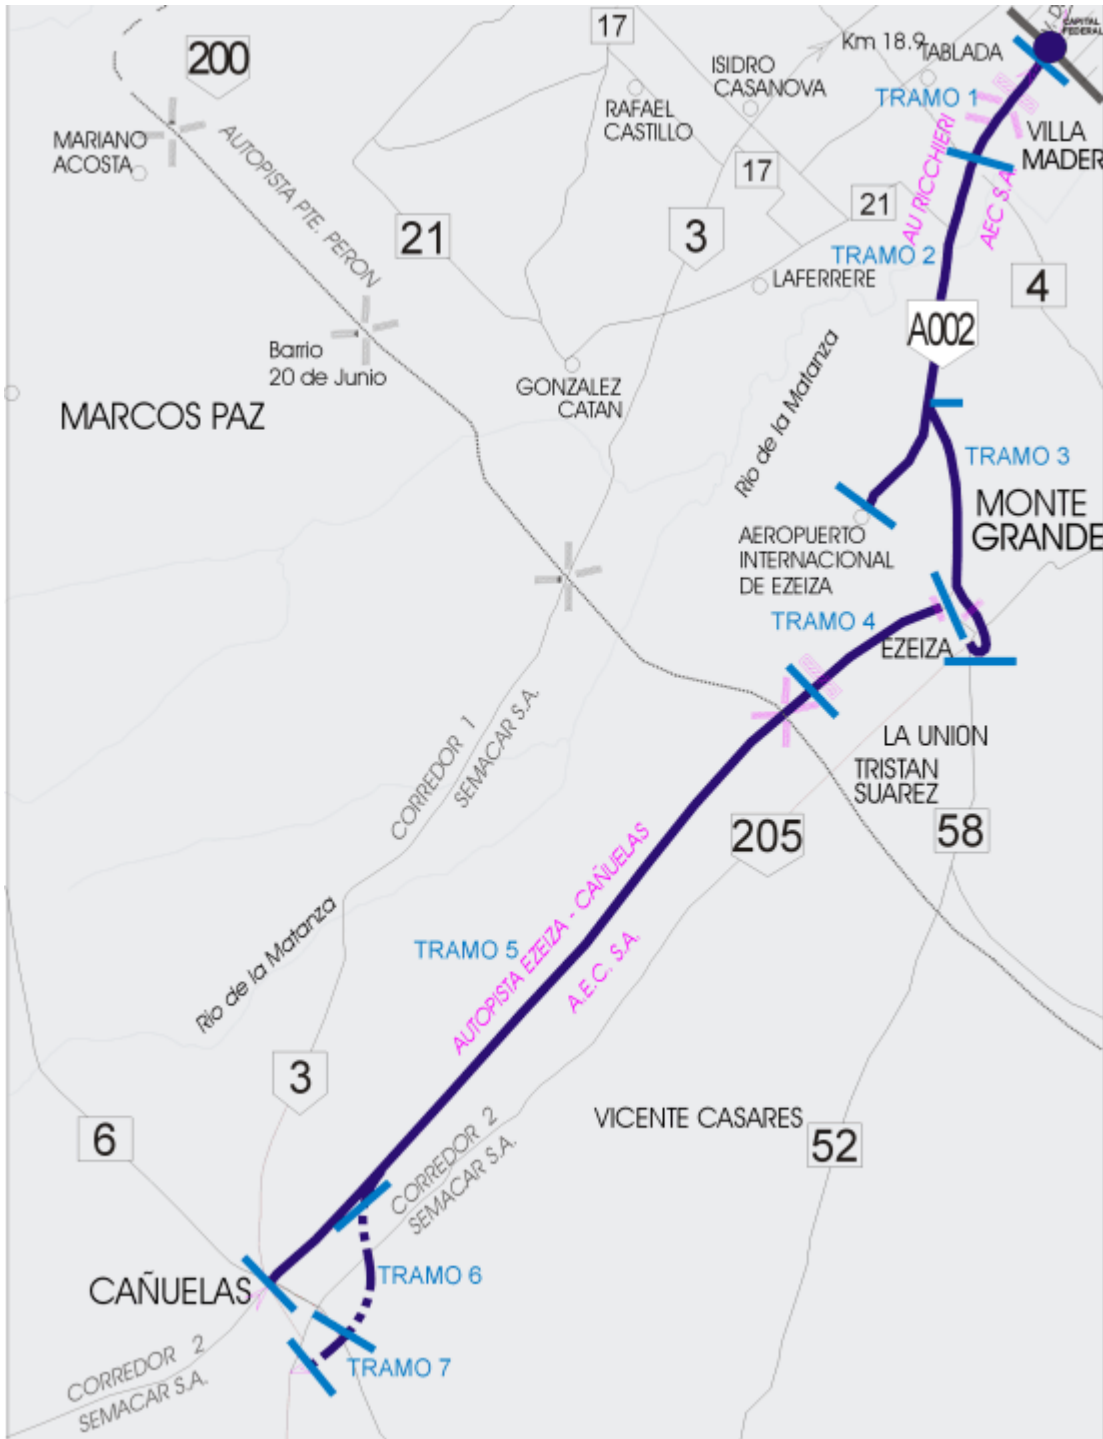 17
CAPITAL
FEDERAL
Km 18.9
TABLADA
200
ISIDRO
CASANOVA
TRAMO 1
RAFAEL
CASTILLO
VILLA
MADER
MARIANO
ACOSTA
AUTOPISTA PTE. PERON
17
AU RICCHIERI
AEC S.A.
21
21
3
TRAMO 2
LAFERRERE
4
A002
Barrio
20 de Junio
GONZALEZ
CATAN
Rio de la Matanza
MARCOS PAZ
TRAMO 3
MONTE
GRANDE
AEROPUERTO
INTERNACIONAL
DE EZEIZA
TRAMO 4
EZEIZA
LA UNION
TRISTAN
SUAREZ
CORREDOR 1
SEMACAR S.A.
205
58
AUTOPISTA EZEIZA - CAÑUELAS
A.E.C. S.A.
TRAMO 5
Rio de la Matanza
3
6
VICENTE CASARES
52
CORREDOR 2
SEMACAR S.A.
CAÑUELAS
TRAMO 6
TRAMO 7
CORREDOR 2
SEMACAR S.A.